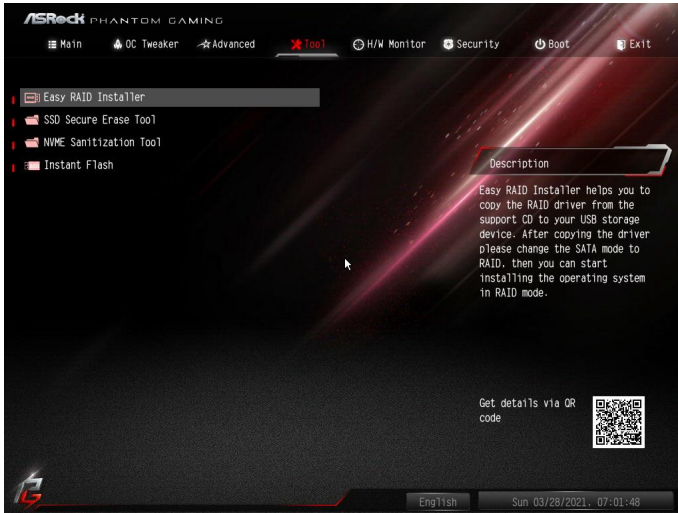 ASRock PHANTOM GAMING
Main OC Tweaker Advanced Tool H/W Monitor Security Boot Exit
Easy RAID Installer
SSD Secure Erase Tool
NVME Sanitization Tool
Instant Flash
Description
Easy RAID Installer helps you to
copy the RAID driver from the
support CD to your USB storage
device. After copying the driver
please change the SATA mode to
RAID, then you can start
installing the operating system
in RAID mode.
Get details via QR
code
English Sun 03/28/2021, 07:01:48